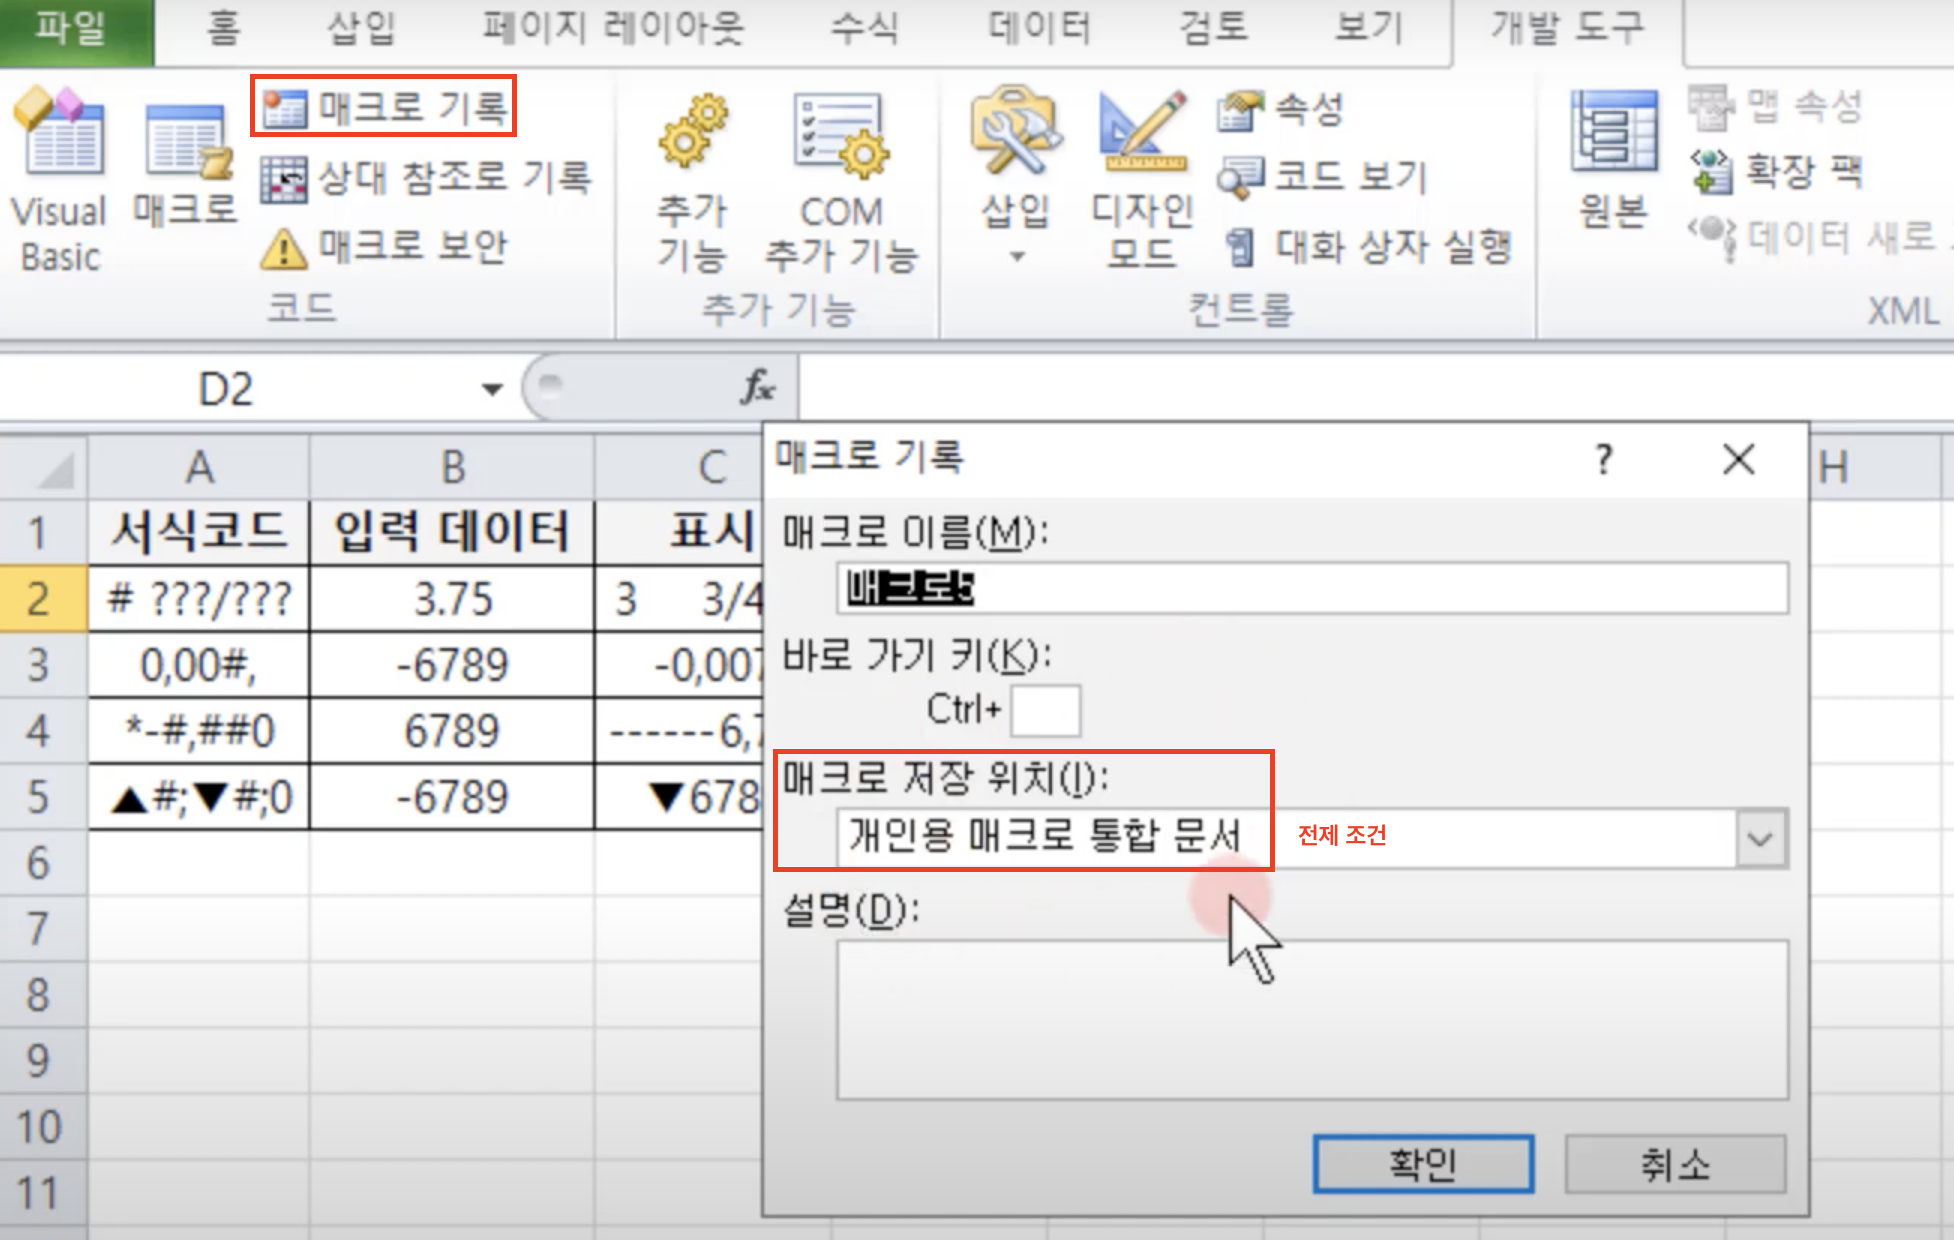 파일 홈 삽입 페이지 레이아웃 수식 데이터 검토 보기 개발 도구
Visual
Basic
매크로
매크로 기록
상대 참조로 기록
매크로 보안
코드
추가
기능
COM
추가 기능
추가 기능
삽입
디자인
모드
속성
코드 보기
대화 상자 실행
컨트롤
원본
맵 속성
확장 팩
데이터 새로
XML
D2 fx
A B C H
1 서식코드 입력 데이터 표시
2 # ???/??? 3.75 3 3/4
3 0,00#, -6789 -0,007
4 *-#,##0 6789 ------6,7
5 ▲#;▼#;0 -6789 ▼678
6
7
8
9
10
11
매크로 기록 ? X
매크로 이름(M):
매크로3
바로 가기 키(K):
Ctrl+
매크로 저장 위치(I):
개인용 매크로 통합 문서 전제 조건
설명(D):
확인 취소